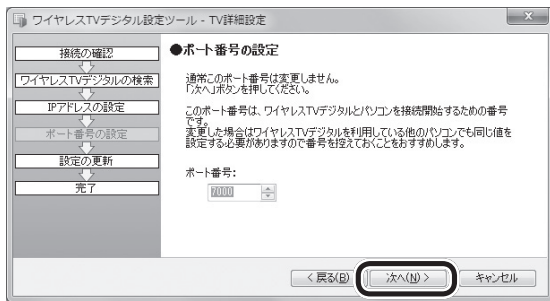 ワイヤレスTVデジタル設定ツール - TV詳細設定
接続の確認
ワイヤレスTVデジタルの検索
IPアドレスの設定
ポート番号の設定
設定の更新
完了
●ポート番号の設定
通常このポート番号は変更しません。
「次へ」ボタンを押してください。
このポート番号は、ワイヤレスTVデジタルとパソコンを接続開始するための番号
です。
変更した場合はワイヤレスTVデジタルを利用している他のパソコンでも同じ値を
設定する必要がありますので番号を控えておくことをおすすめします。
ポート番号:
7000
< 戻る(B)
次へ(N) >
キャンセル